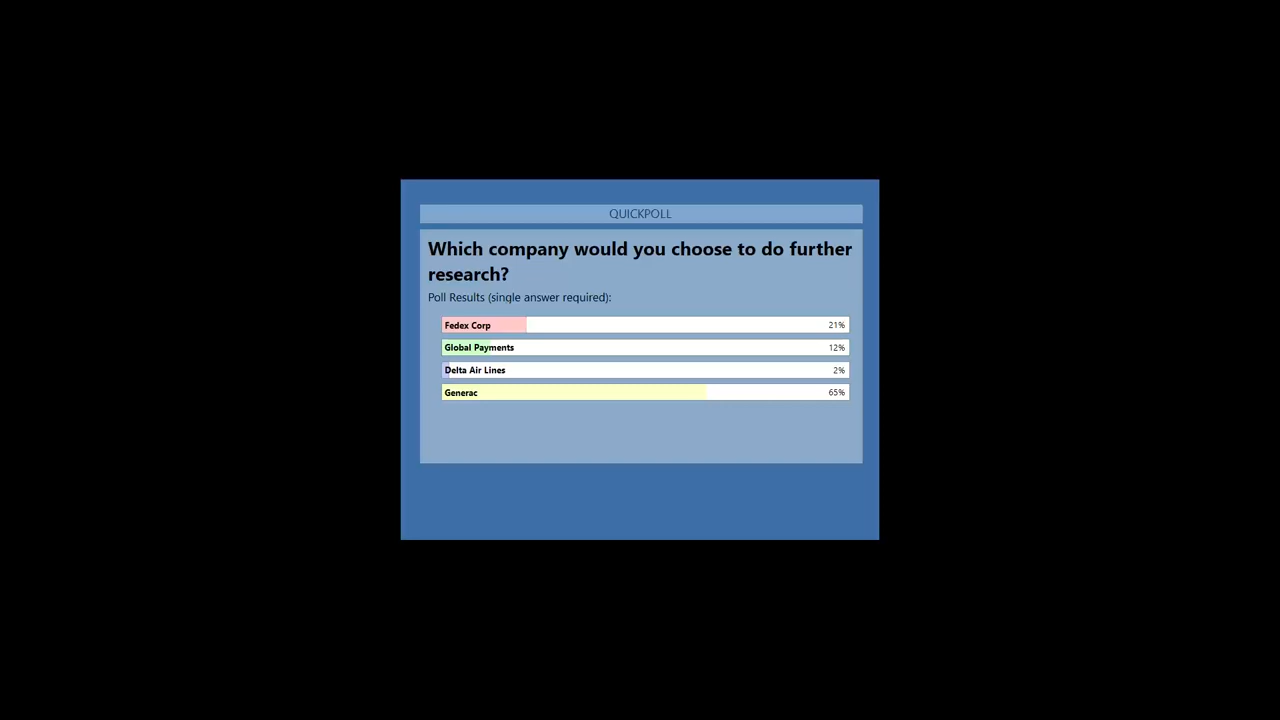 QUICKPOLL
Which company would you choose to do further
research?
Poll Results (single answer required):
Fedex Corp 21%
Global Payments 12%
Delta Air Lines 2%
Generac 65%